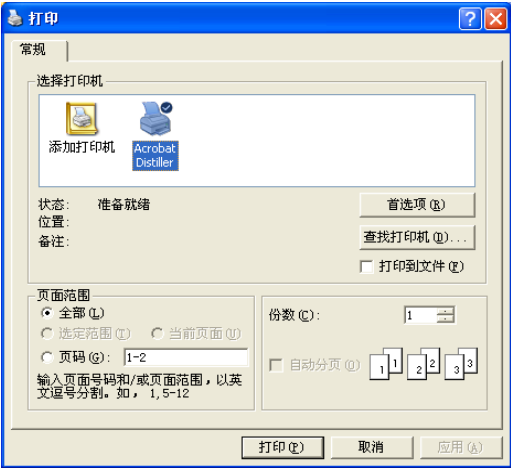 打印
常规
选择打印机
添加打印机
Acrobat
Distiller
状态: 准备就绪
位置:
备注:
首选项(R)
查找打印机(D)...
打印到文件(F)
页面范围
全部(L)
选定范围(T) 当前页面(U)
页码(G): 1-2
输入页面号码和/或页面范围，以英
文逗号分割。如，1,5-12
份数(C): 1
自动分页(O) 1 1 2 2 3 3
打印(P) 取消 应用(A)